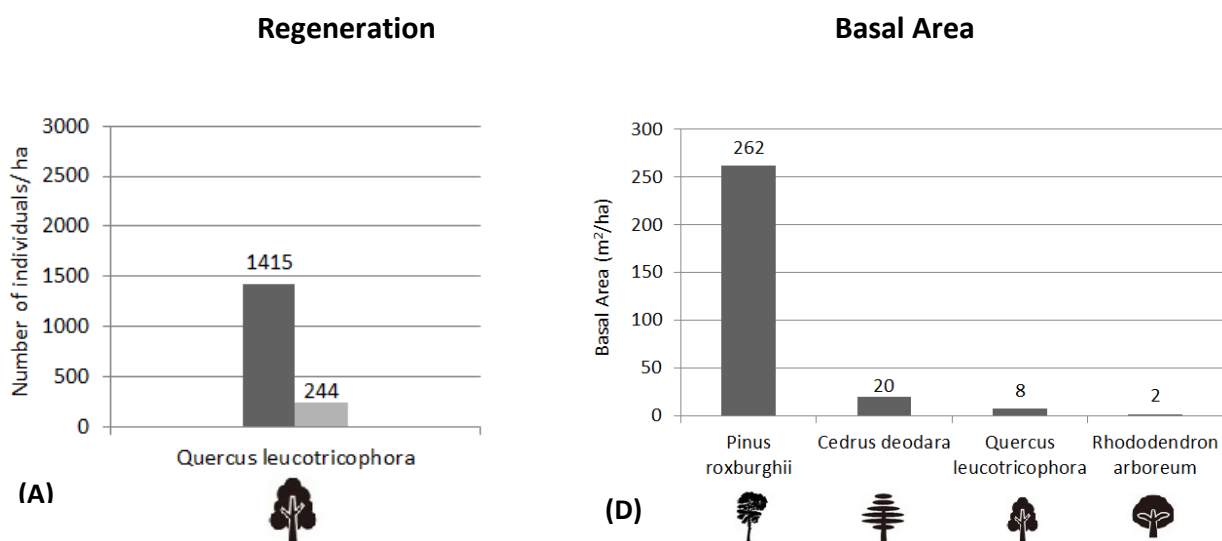 Regeneration
Number of individuals/ ha
3000
2500
2000
1500
1000
500
0
1415
244
Quercus leucotricophora
(A)
Basal Area
Basal Area (m²/ha)
300
250
200
150
100
50
0
262
20
8
2
Pinus roxburghii
Cedrus deodara
Quercus leucotricophora
Rhododendron arboreum
(D)